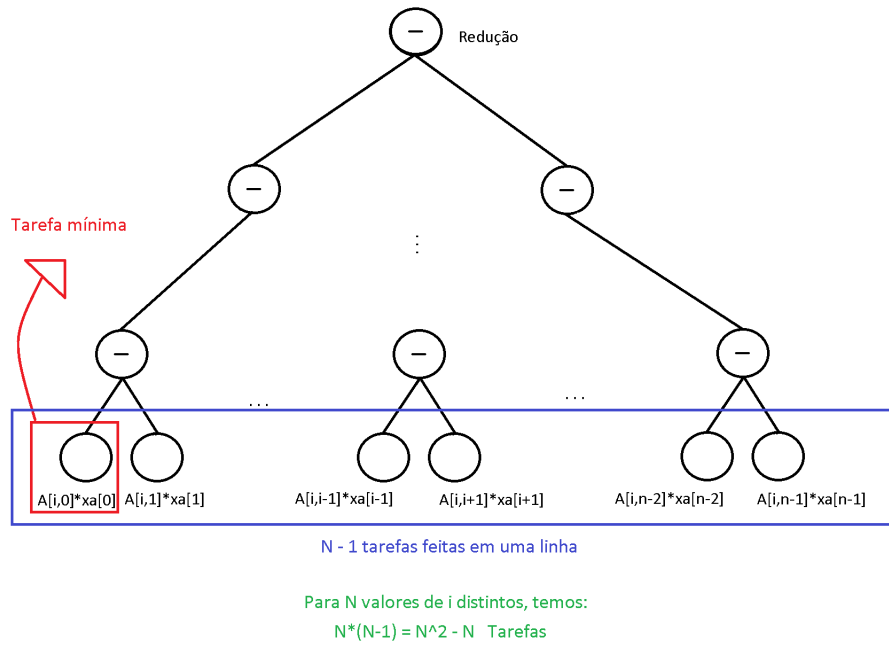 − Redução
− −
Tarefa mínima
⋮
− − −
... ...
A[i,0]*xa[0] A[i,1]*xa[1] A[i,i-1]*xa[i-1] A[i,i+1]*xa[i+1] A[i,n-2]*xa[n-2] A[i,n-1]*xa[n-1]
N - 1 tarefas feitas em uma linha
Para N valores de i distintos, temos:
N*(N-1) = N^2 - N Tarefas